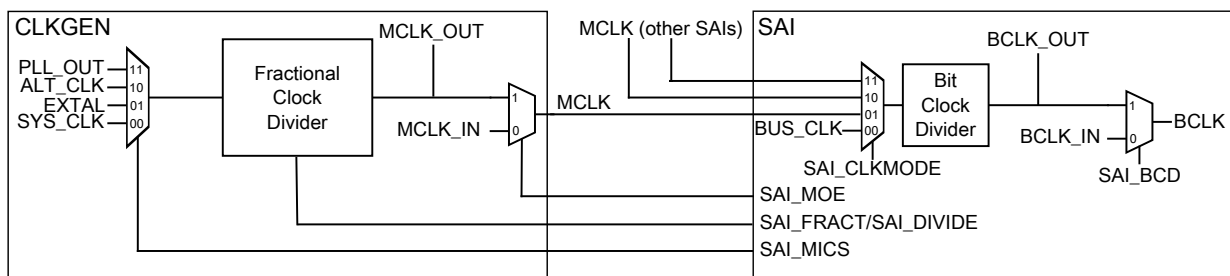 CLKGEN
PLL_OUT
ALT_CLK
EXTAL
SYS_CLK
11
10
01
00
Fractional
Clock
Divider
MCLK_OUT
MCLK_IN
1
0
MCLK
MCLK (other SAIs)
SAI
BUS_CLK
11
10
01
00
SAI_CLKMODE
Bit
Clock
Divider
BCLK_OUT
BCLK_IN
1
0
BCLK
SAI_BCD
SAI_MOE
SAI_FRACT/SAI_DIVIDE
SAI_MICS